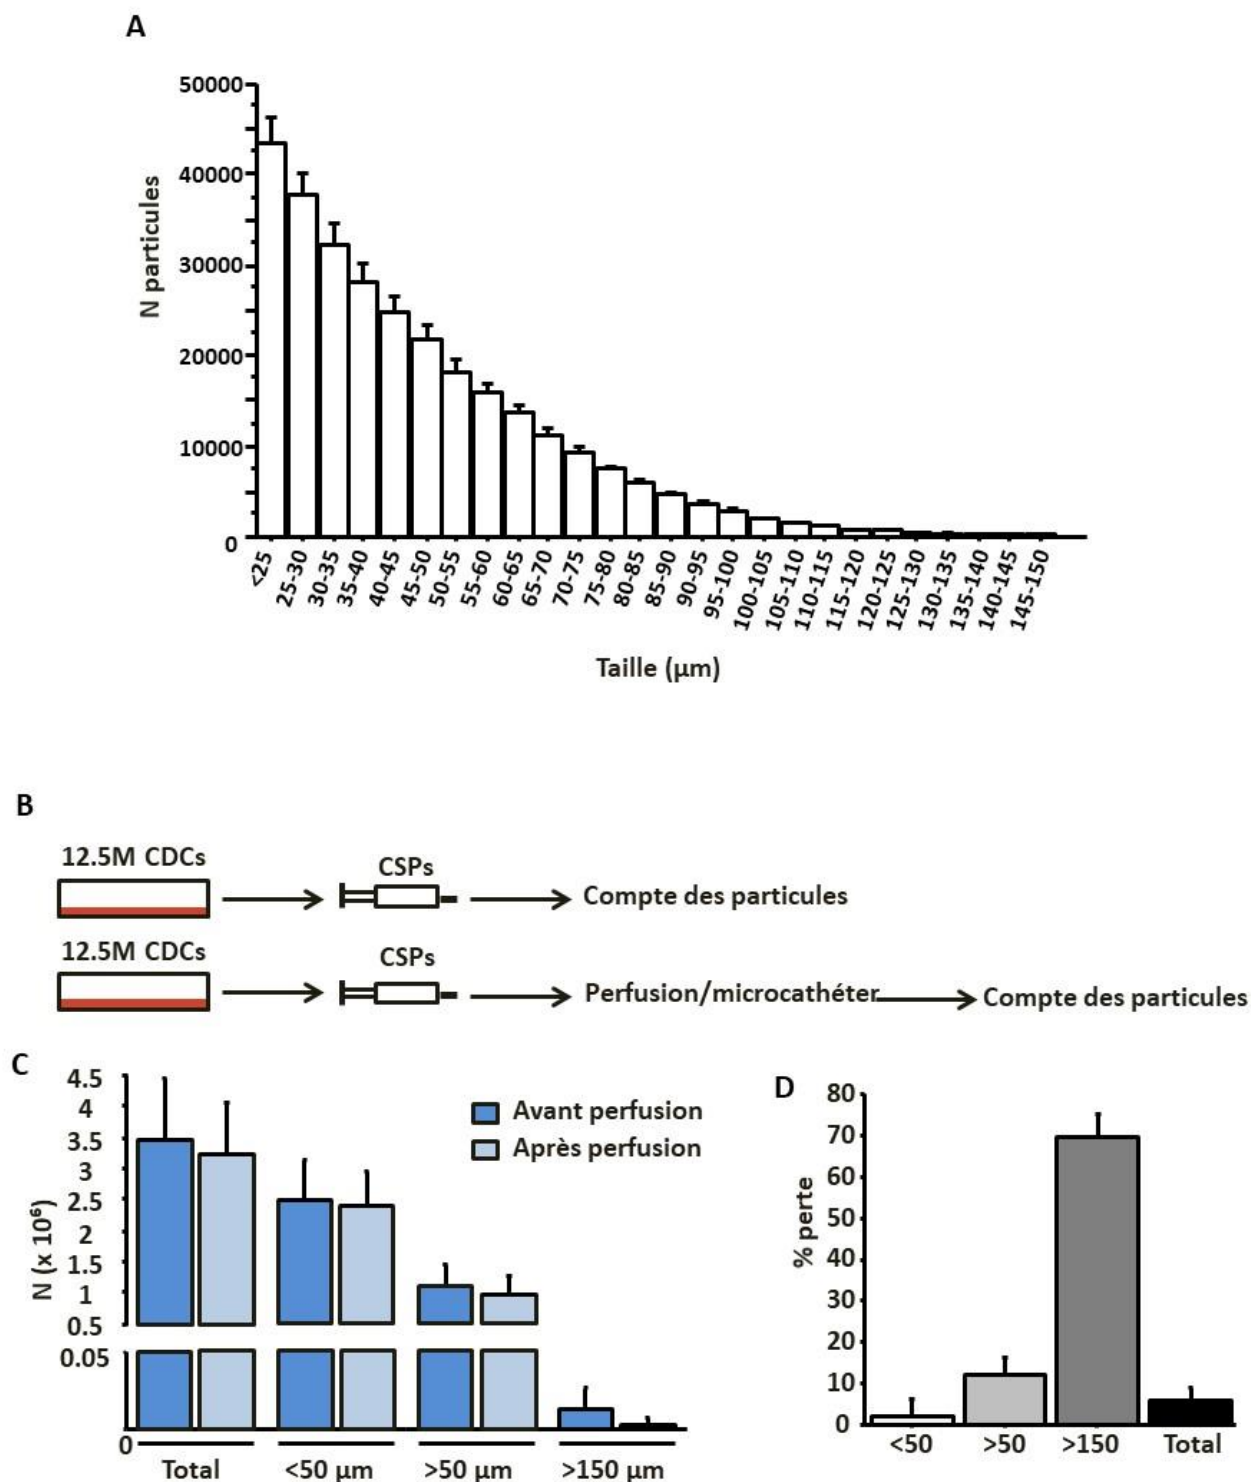 A
50000
40000
30000
20000
10000
0
N particules
<25
25-30
30-35
35-40
40-45
45-50
50-55
55-60
60-65
65-70
70-75
75-80
80-85
85-90
90-95
95-100
100-105
105-110
110-115
115-120
120-125
125-130
130-135
135-140
140-145
145-150
Taille (µm)
B
12.5M CDCs
CSPs
Compte des particules
12.5M CDCs
CSPs
Perfusion/microcathéter
Compte des particules
C
4.5
4
3.5
3
2.5
2
1.5
1
0.5
0.05
0
N (x 10⁶)
Avant perfusion
Après perfusion
Total
<50 µm
>50 µm
>150 µm
D
80
70
60
50
40
30
20
10
0
% perte
<50
>50
>150
Total